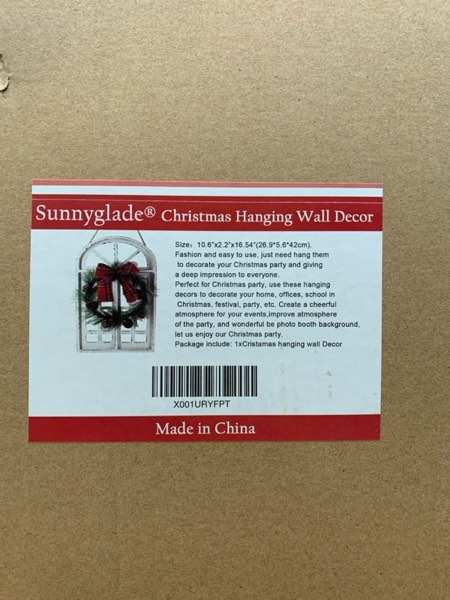 Sunnyglade® Christmas Hanging Wall Decor
Size: 10.6"x2.2"x16.54"(26.9*5.6*42cm).
Fashion and easy to use, just need hang them
to decorate your Christmas party and giving
a deep impression to everyone.
Perfect for Christmas party, use these hanging
decors to decorate your home, offices, school in
Christmas, festival, party, etc. Create a cheerful
atmosphere for your events,improve atmosphere
of the party, and wonderful be photo booth background,
let us enjoy our Christmas party.
Package include: 1xCristamas hanging wall Decor
X001URYFPT
Made in China